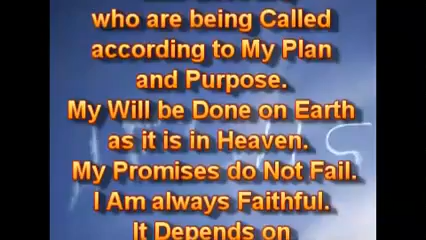 who are being Called
according to My Plan
and Purpose.
My Will be Done on Earth
as it is in Heaven.
My Promises do Not Fail.
I Am always Faithful.
It Depends on